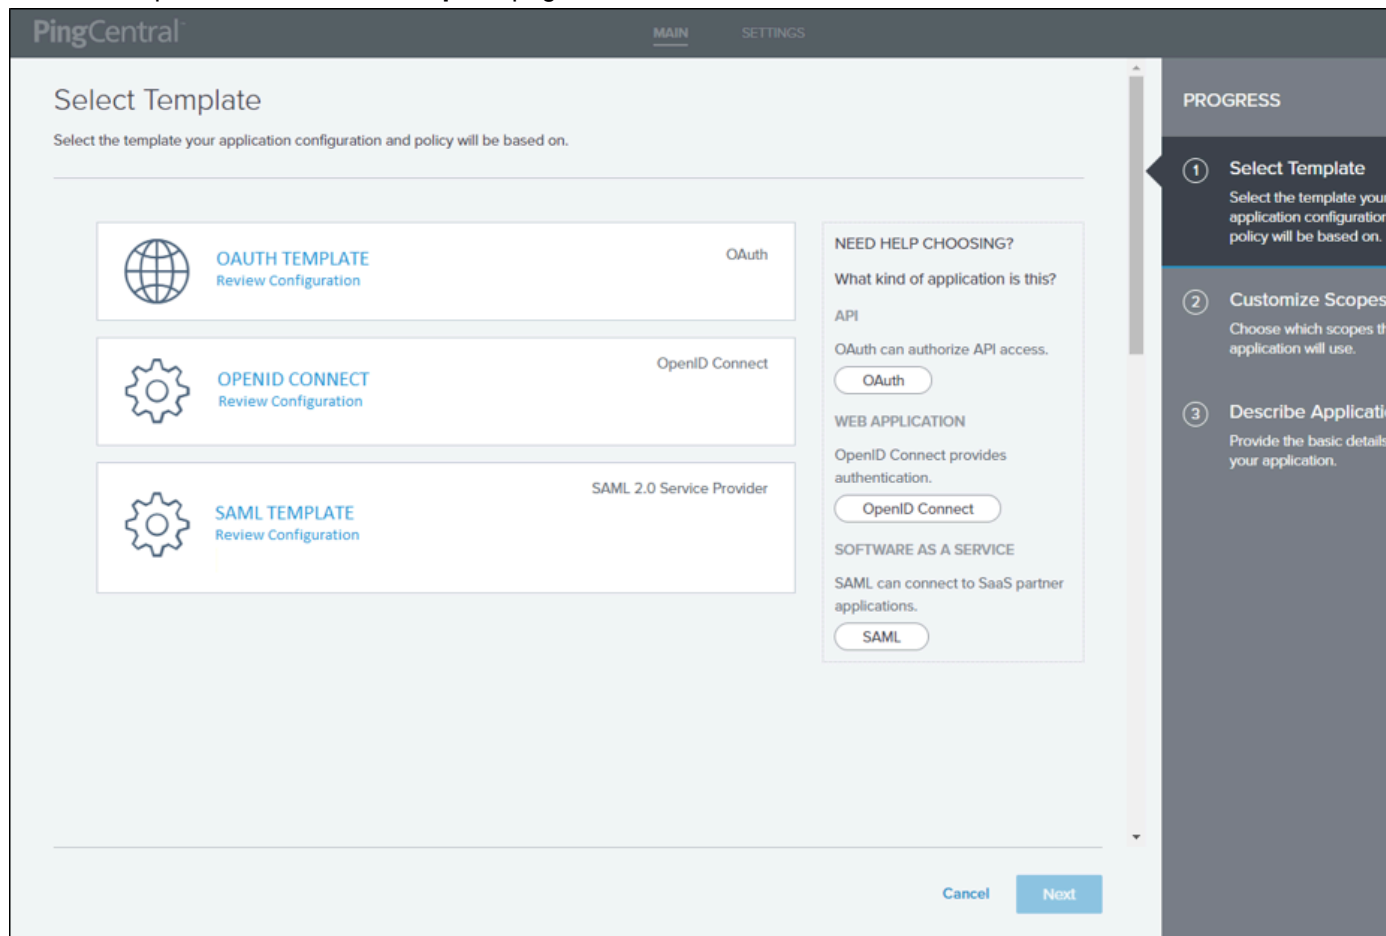 PingCentral
MAIN
SETTINGS
Select Template
Select the template your application configuration and policy will be based on.
OAUTH TEMPLATE
Review Configuration
OAuth
OPENID CONNECT
Review Configuration
OpenID Connect
SAML TEMPLATE
Review Configuration
SAML 2.0 Service Provider
NEED HELP CHOOSING?
What kind of application is this?
API
OAuth can authorize API access.
OAuth
WEB APPLICATION
OpenID Connect provides
authentication.
OpenID Connect
SOFTWARE AS A SERVICE
SAML can connect to SaaS partner
applications.
SAML
Cancel
Next
PROGRESS
1
Select Template
Select the template your
application configuration
policy will be based on.
2
Customize Scopes
Choose which scopes
application will use.
3
Describe
Provide the basic details
your application.